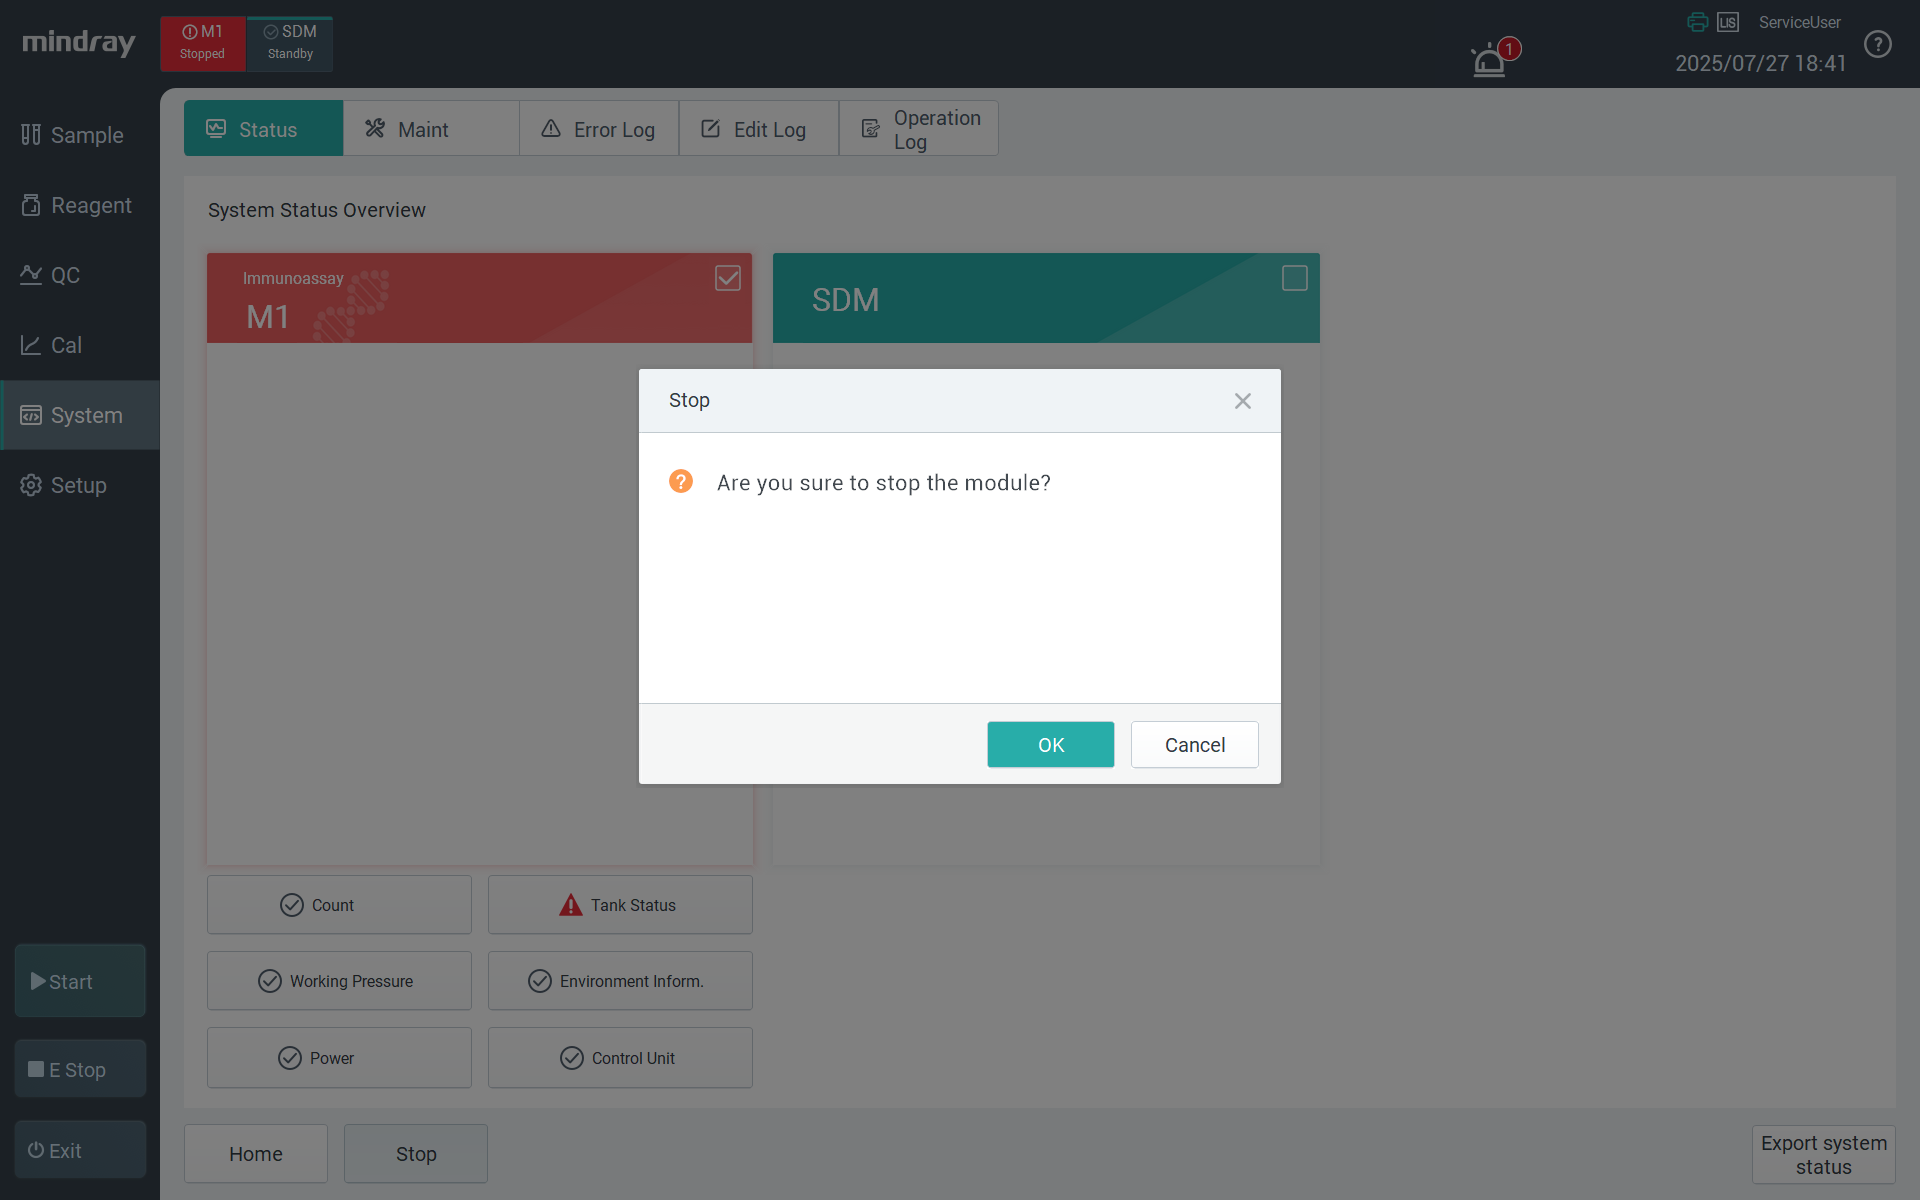 mindray
M1
Stopped
SDM
Standby
1
LIS
ServiceUser
2025/07/27 18:41
?
Sample
Reagent
QC
Cal
System
Setup
Start
E Stop
Exit
Status
Maint
Error Log
Edit Log
Operation
Log
System Status Overview
Immunoassay
M1
SDM
Stop
?
Are you sure to stop the module?
OK
Cancel
Count
Tank Status
Working Pressure
Environment Inform.
Power
Control Unit
Home
Stop
Export system
status